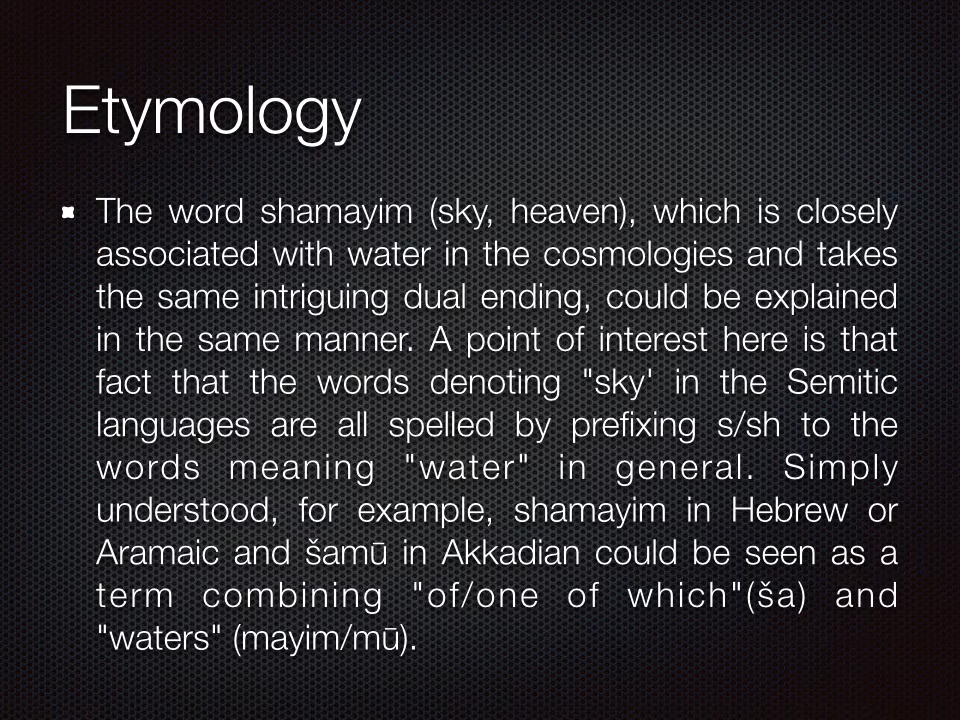 Etymology
The word shamayim (sky, heaven), which is closely
associated with water in the cosmologies and takes
the same intriguing dual ending, could be explained
in the same manner. A point of interest here is that
fact that the words denoting "sky' in the Semitic
languages are all spelled by prefixing s/sh to the
words meaning "water" in general. Simply
understood, for example, shamayim in Hebrew or
Aramaic and šamū in Akkadian could be seen as a
term combining "of/one of which"(ša) and
"waters" (mayim/mū).